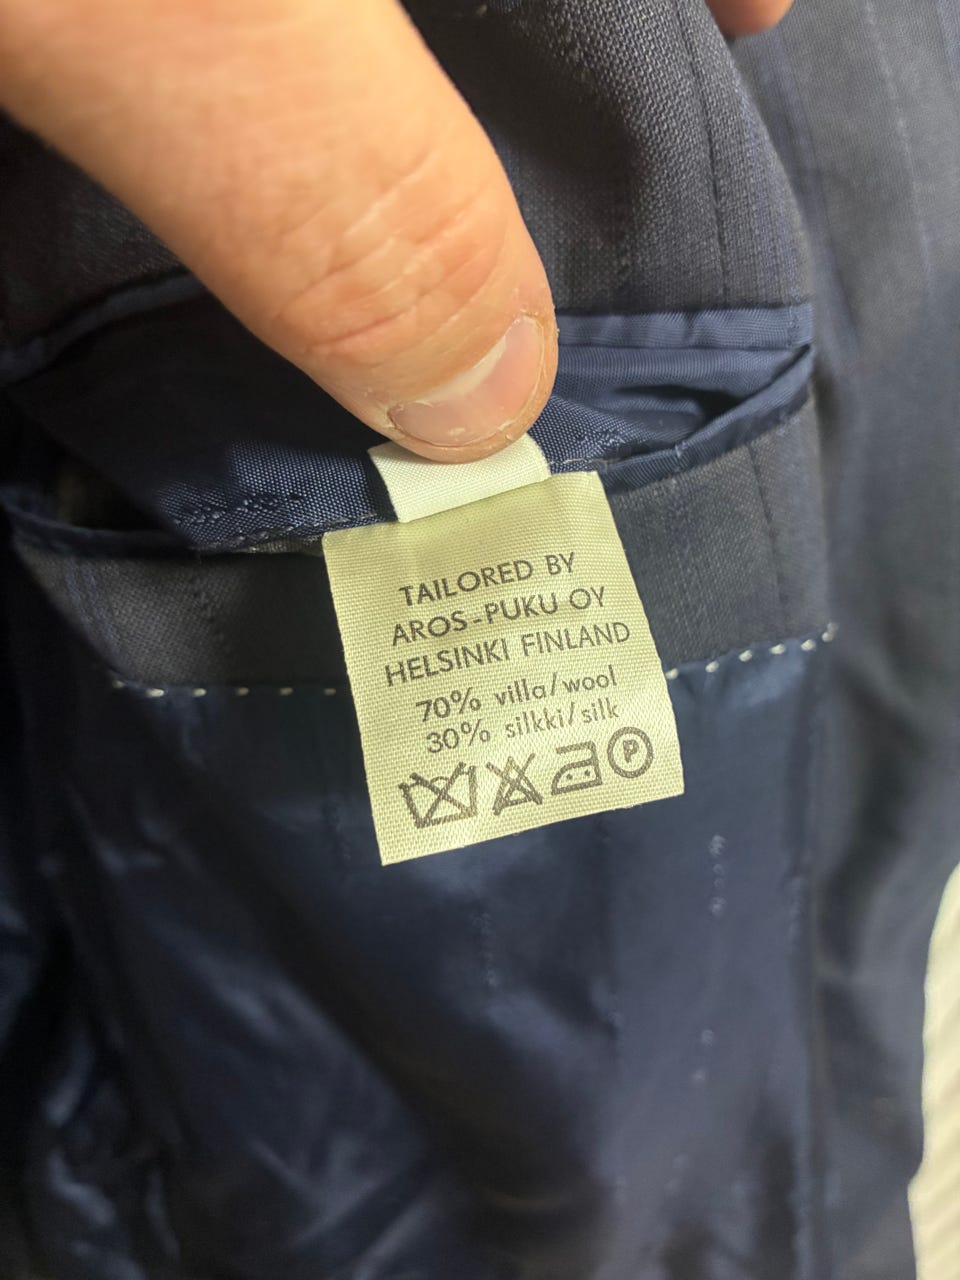 TAILORED BY
AROS-PUKU OY
HELSINKI FINLAND
70% villa/wool
30% silkki/silk
P